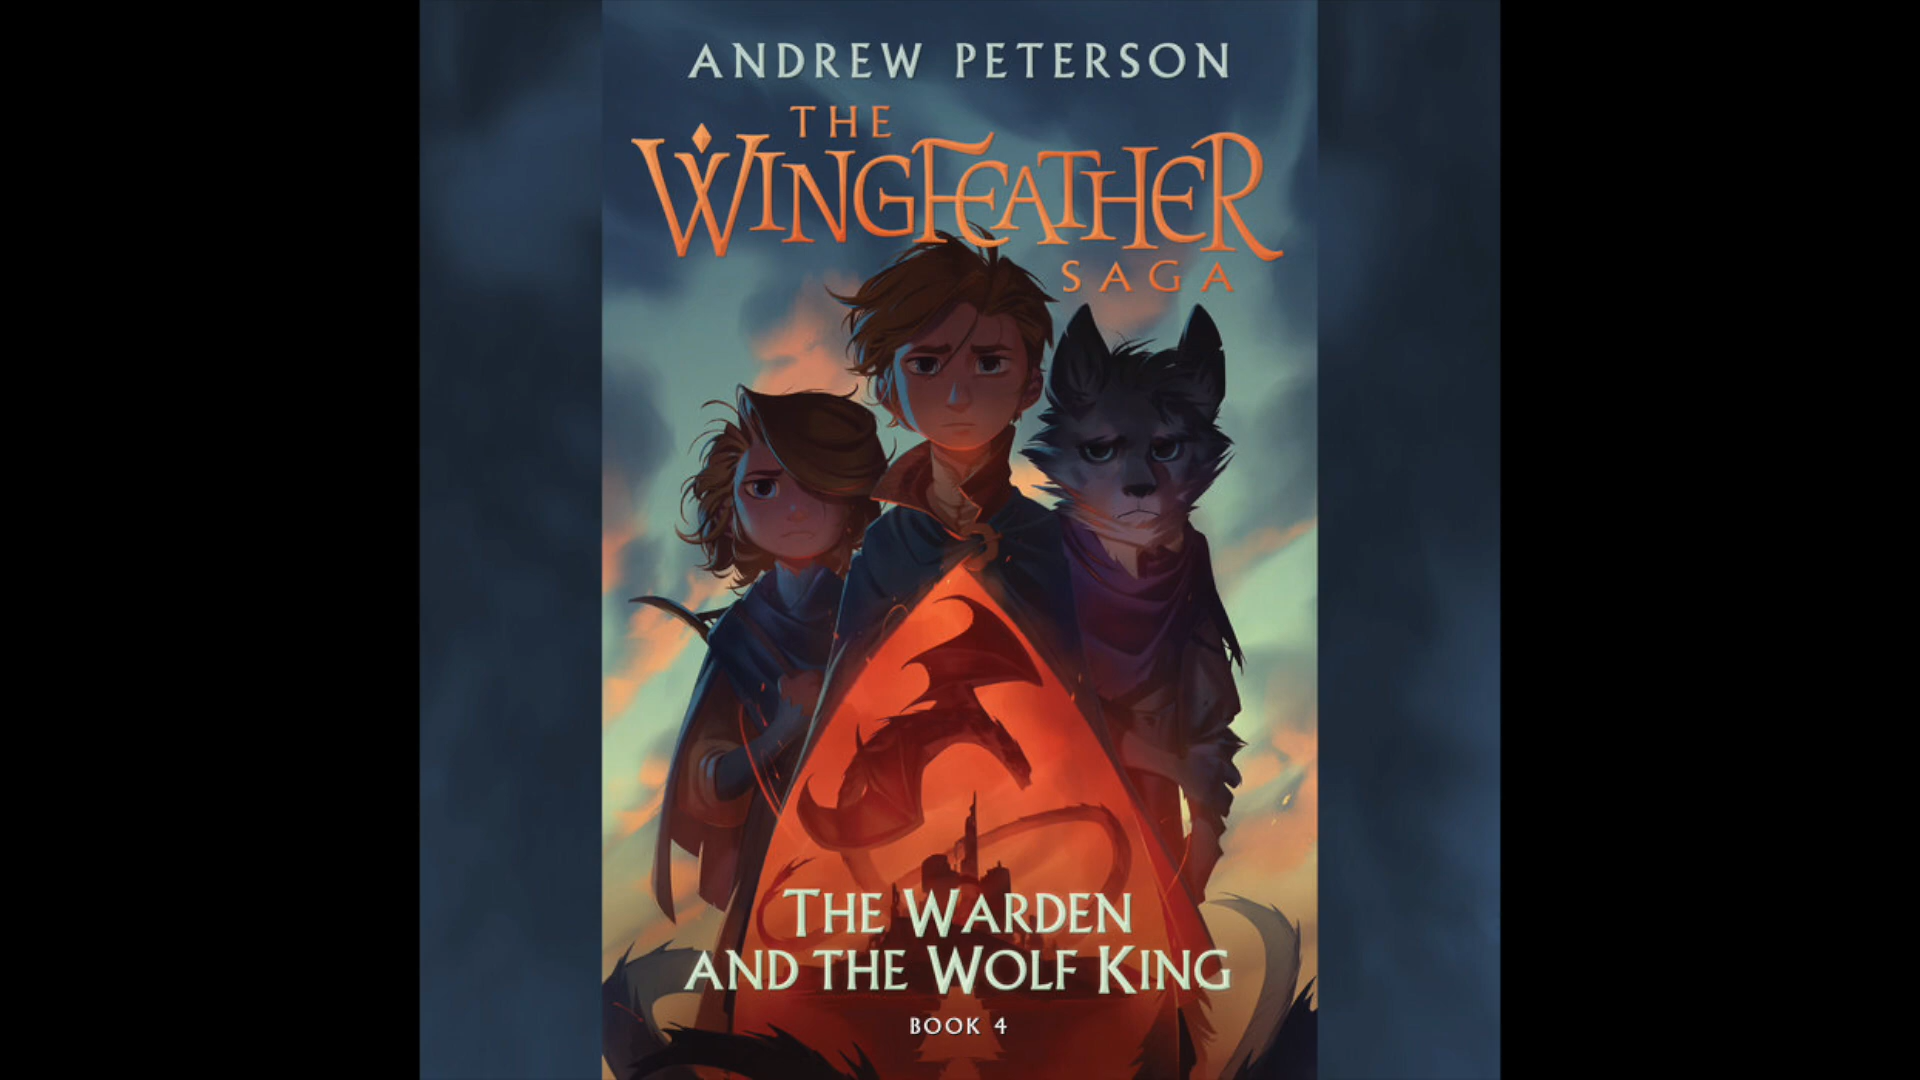 ANDREW PETERSON
THE
WINGFEATHER
SAGA
THE WARDEN
AND THE WOLF KING
BOOK 4